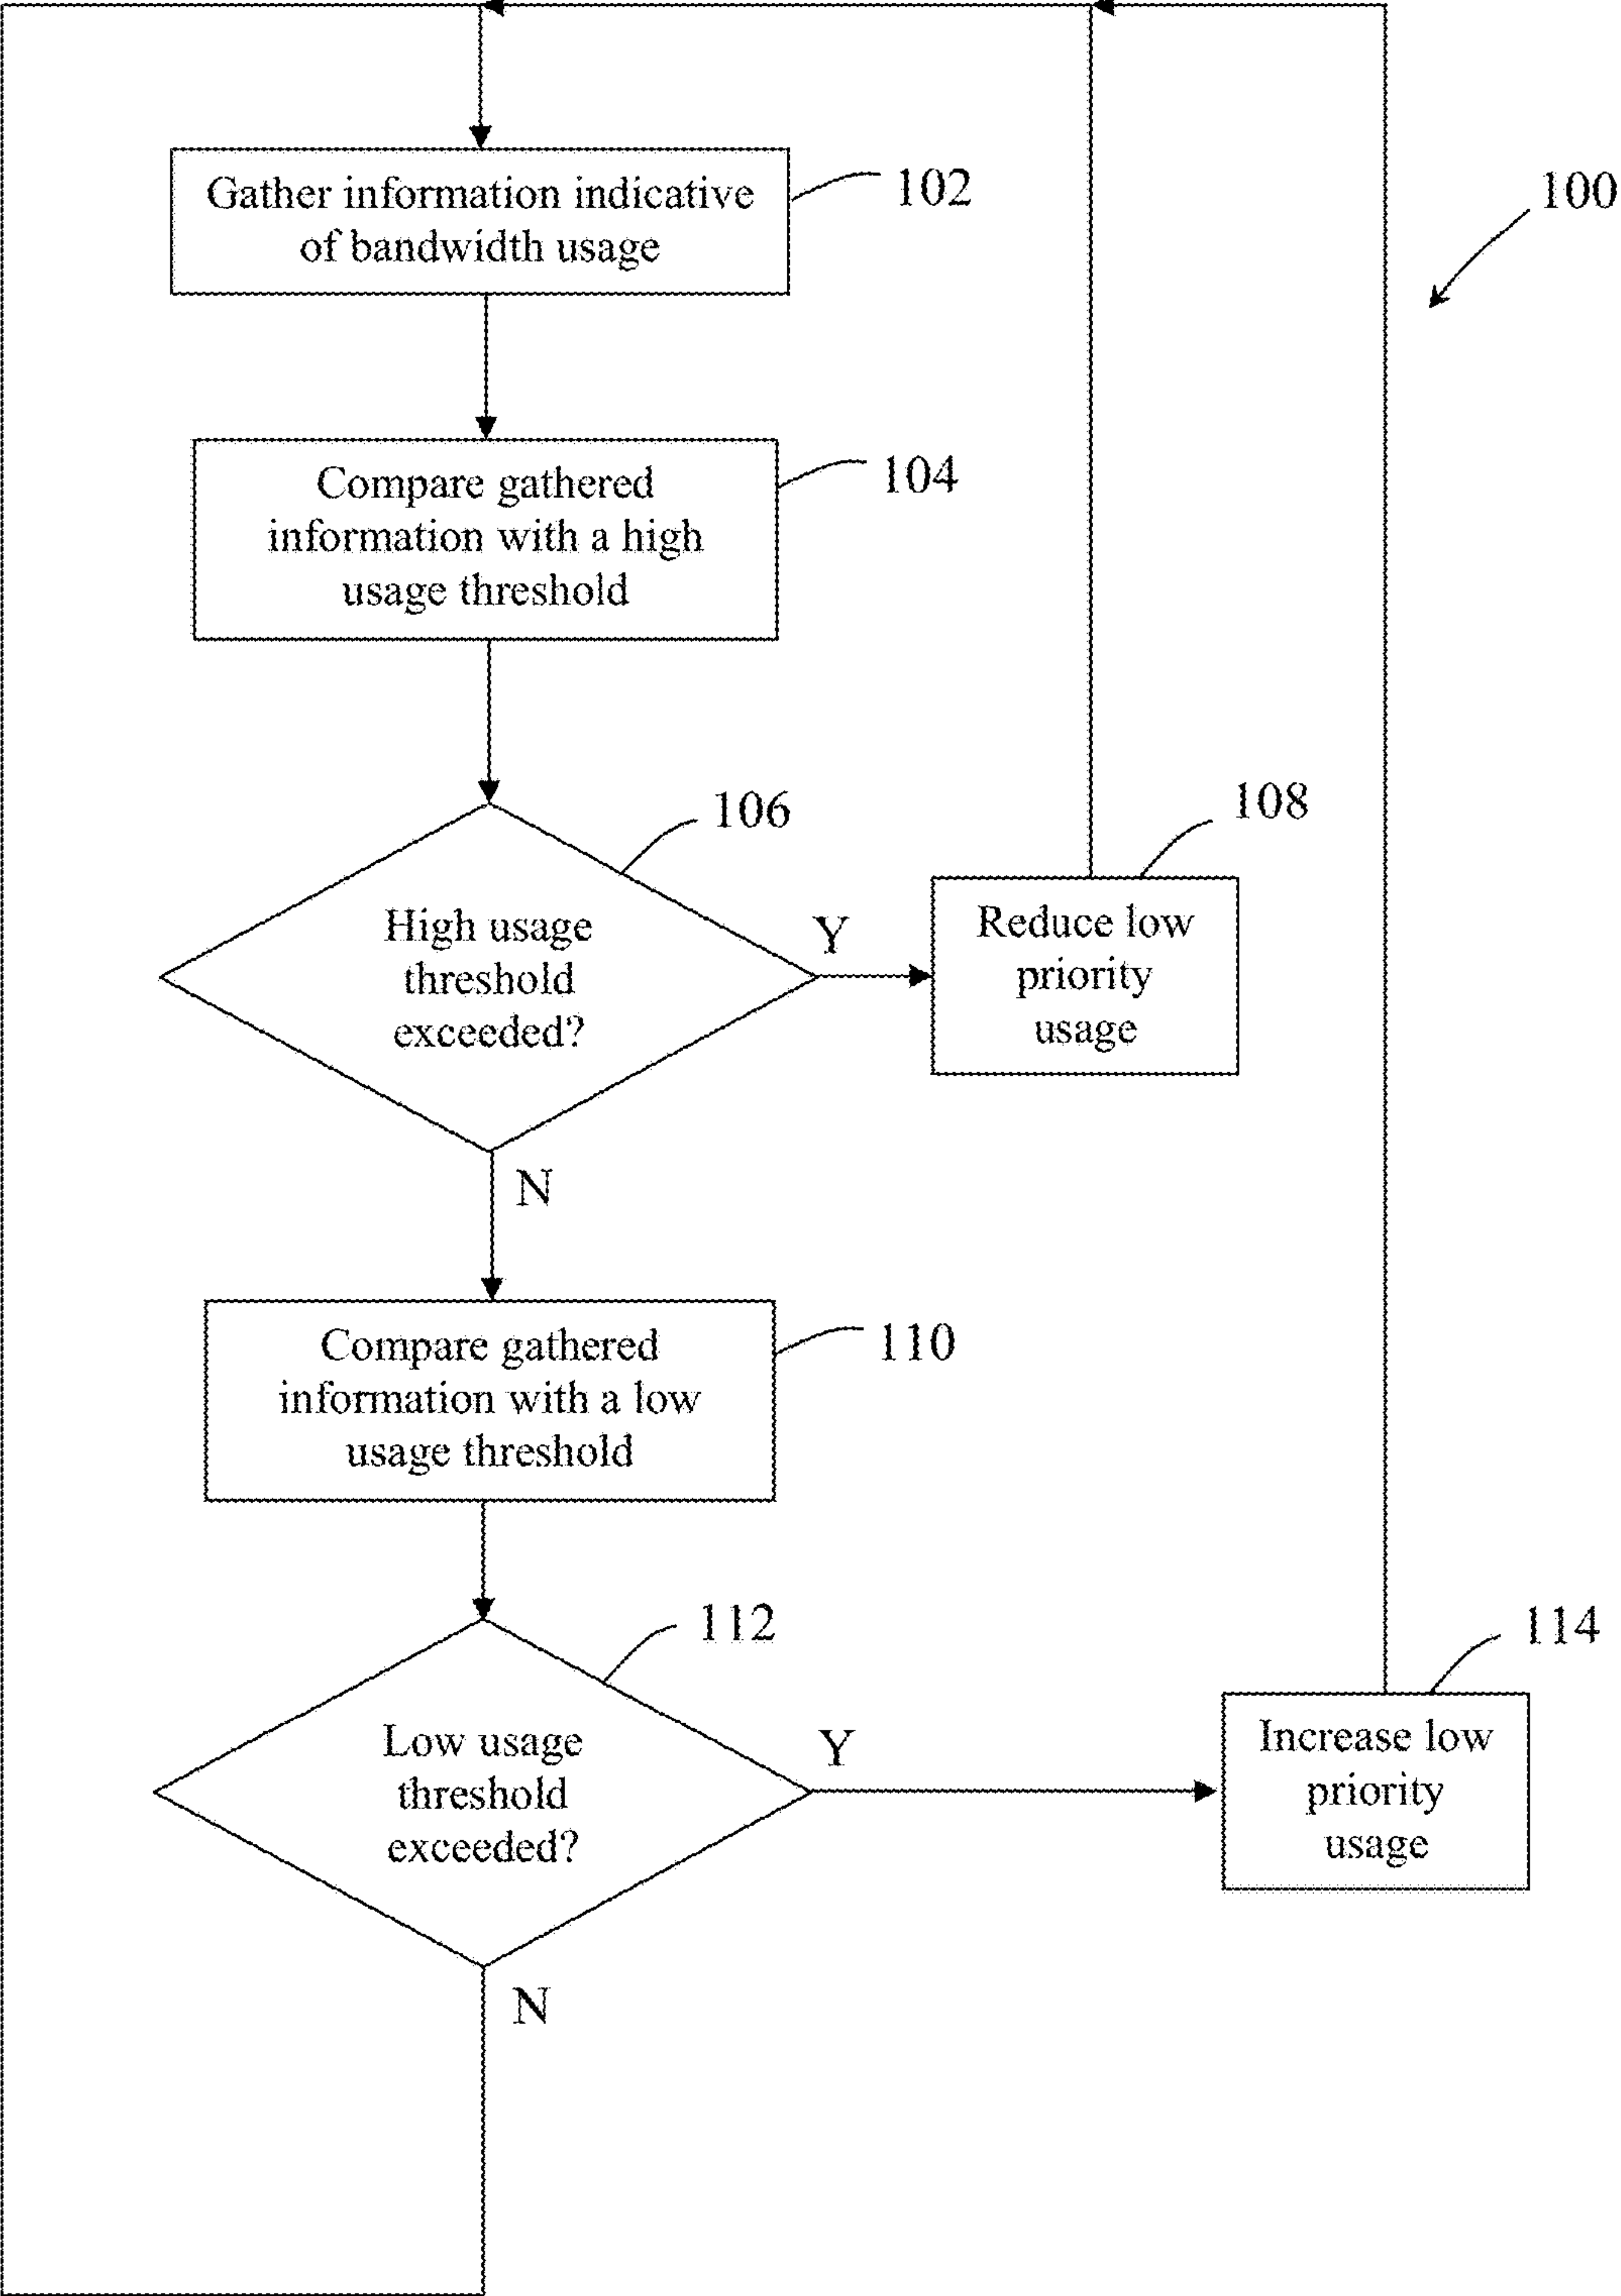 Gather information indicative
of bandwidth usage
102
100
Compare gathered
information with a high
usage threshold
104
High usage
threshold
exceeded?
106
Y
N
Reduce low
priority
usage
108
Compare gathered
information with a low
usage threshold
110
Low usage
threshold
exceeded?
112
Y
N
Increase low
priority
usage
114